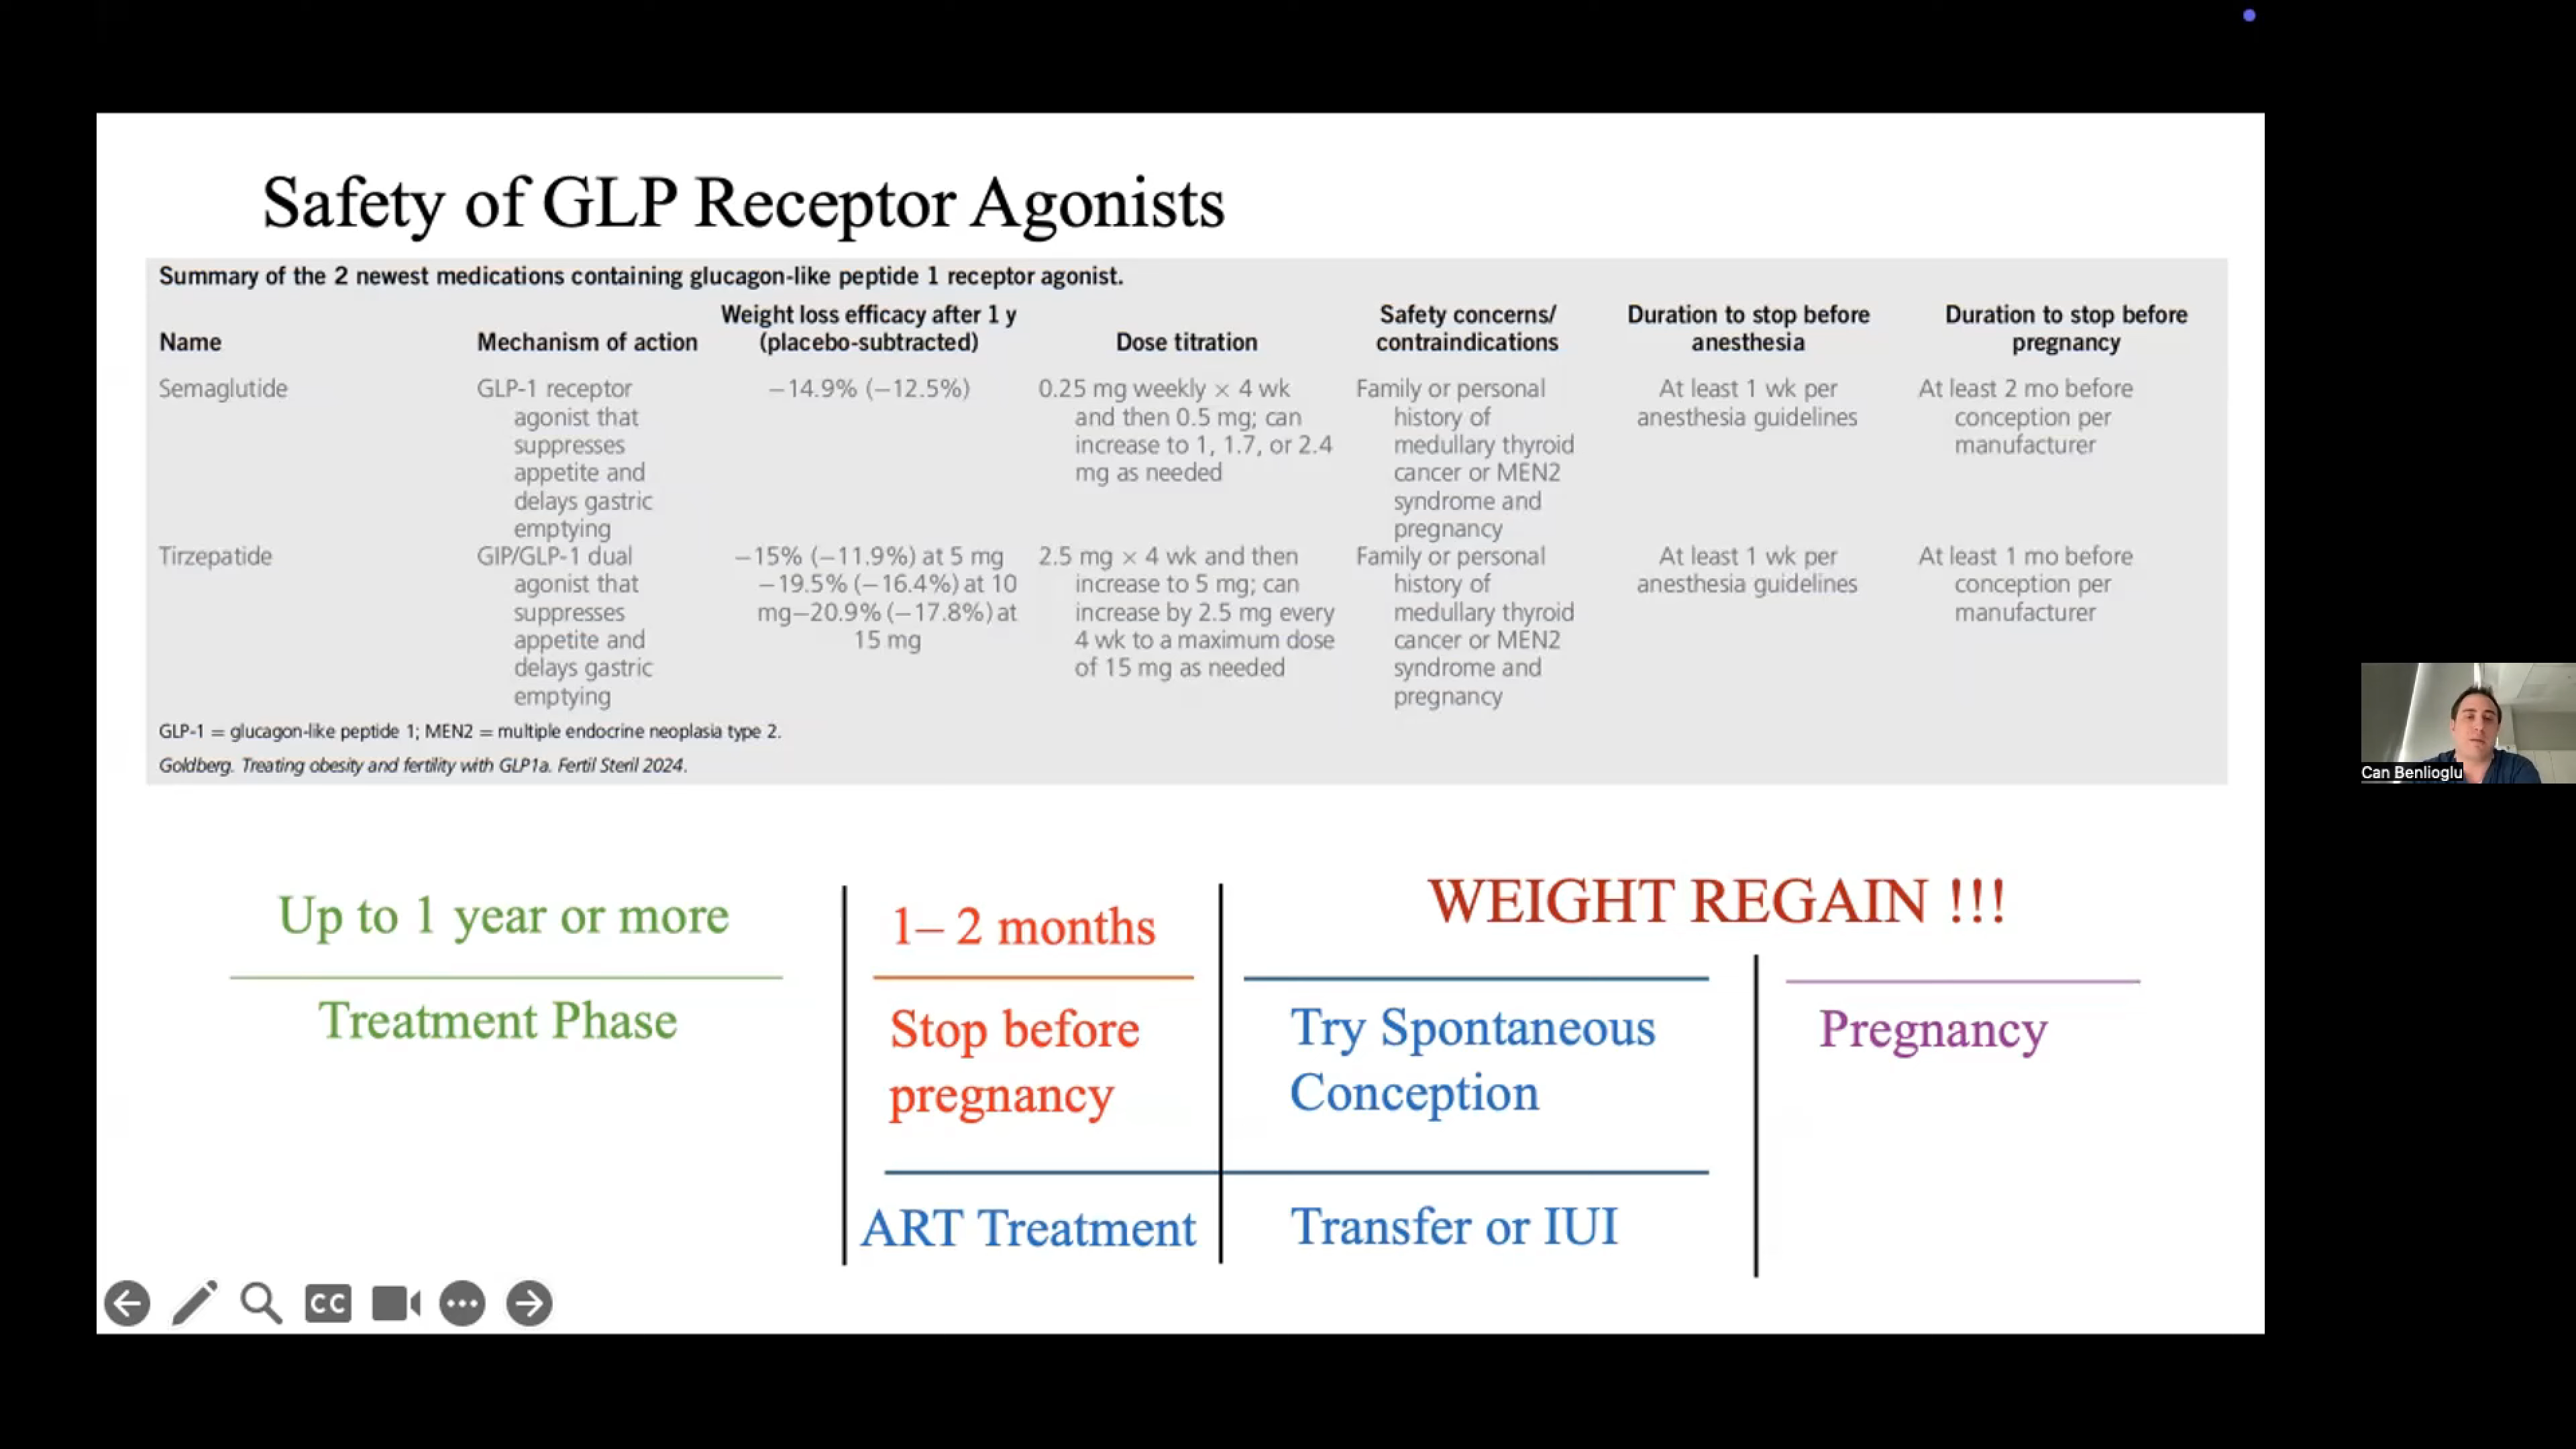 Safety of GLP Receptor Agonists
Summary of the 2 newest medications containing glucagon-like peptide 1 receptor agonist.
Name
Mechanism of action
Weight loss efficacy after 1 y
(placebo-subtracted)
Dose titration
Safety concerns/
contraindications
Duration to stop before
anesthesia
Duration to stop before
pregnancy
Semaglutide
GLP-1 receptor
agonist that
suppresses
appetite and
delays gastric
emptying
−14.9% (−12.5%)
0.25 mg weekly × 4 wk
and then 0.5 mg; can
increase to 1, 1.7, or 2.4
mg as needed
Family or personal
history of
medullary thyroid
cancer or MEN2
syndrome and
pregnancy
At least 1 wk per
anesthesia guidelines
At least 2 mo before
conception per
manufacturer
Tirzepatide
GIP/GLP-1 dual
agonist that
suppresses
appetite and
delays gastric
emptying
−15% (−11.9%) at 5 mg
−19.5% (−16.4%) at 10
mg−20.9% (−17.8%) at
15 mg
2.5 mg × 4 wk and then
increase to 5 mg; can
increase by 2.5 mg every
4 wk to a maximum dose
of 15 mg as needed
Family or personal
history of
medullary thyroid
cancer or MEN2
syndrome and
pregnancy
At least 1 wk per
anesthesia guidelines
At least 1 mo before
conception per
manufacturer
GLP-1 = glucagon-like peptide 1; MEN2 = multiple endocrine neoplasia type 2.
Goldberg. Treating obesity and fertility with GLP1a. Fertil Steril 2024.
Up to 1 year or more
Treatment Phase
1– 2 months
Stop before
pregnancy
ART Treatment
WEIGHT REGAIN !!!
Try Spontaneous
Conception
Transfer or IUI
Pregnancy
CC
Can Benlioglu